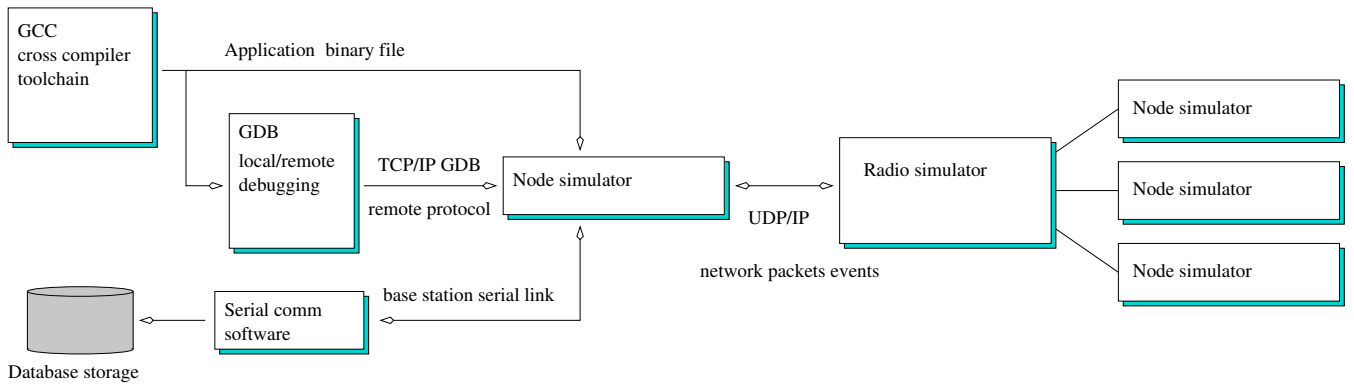 GCC
cross compiler
toolchain
Application binary file
GDB
local/remote
debugging
TCP/IP GDB
remote protocol
Node simulator
UDP/IP
network packets events
Radio simulator
Node simulator
Node simulator
Node simulator
base station serial link
Serial comm
software
Database storage